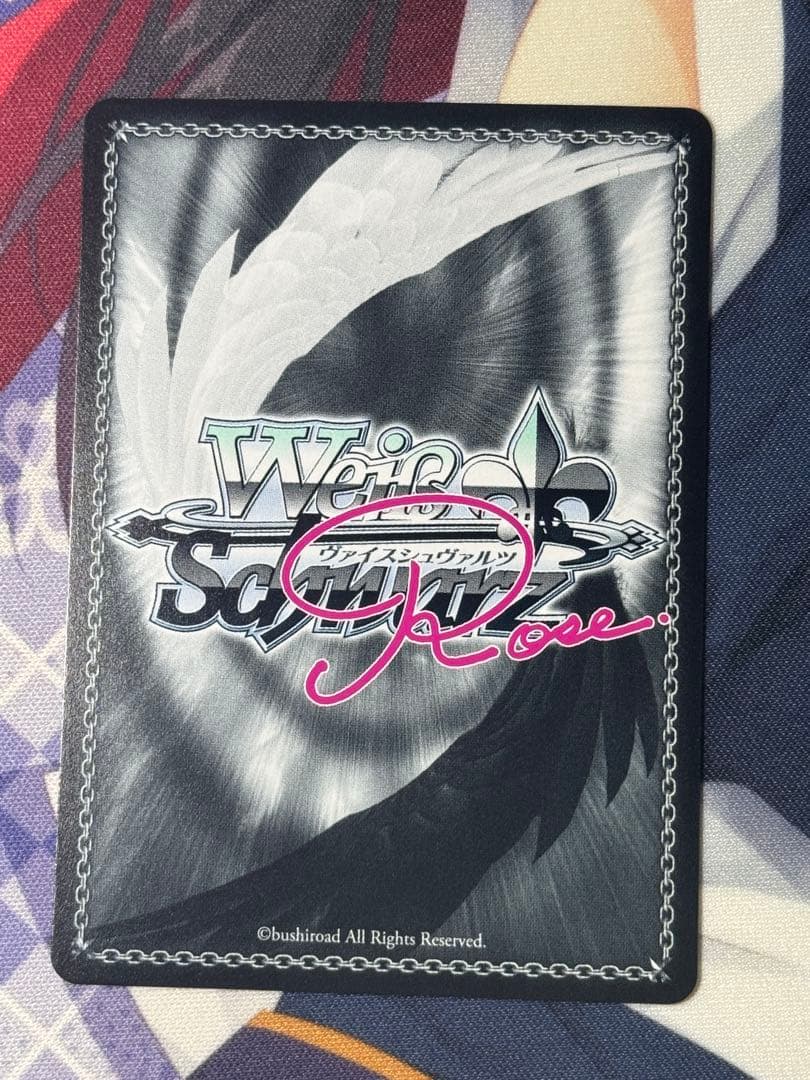 Weiß
ヴァイスシュヴァルツ
Schwarz
Rose.
©bushiroad All Rights Reserved.